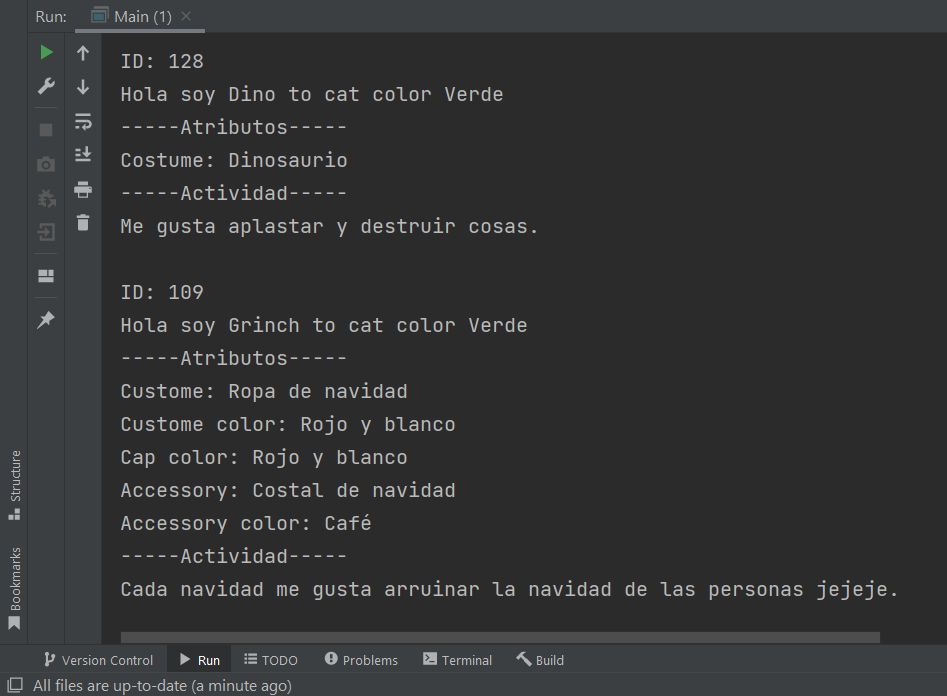 Run: Main (1)
ID: 128
Hola soy Dino to cat color Verde
-----Atributos-----
Costume: Dinosaurio
-----Actividad-----
Me gusta aplastar y destruir cosas.
ID: 109
Hola soy Grinch to cat color Verde
-----Atributos-----
Custome: Ropa de navidad
Custome color: Rojo y blanco
Cap color: Rojo y blanco
Accessory: Costal de navidad
Accessory color: Café
-----Actividad-----
Cada navidad me gusta arruinar la navidad de las personas jejeje.
Structure
Bookmarks
Version Control Run TODO Problems Terminal Build
All files are up-to-date (a minute ago)